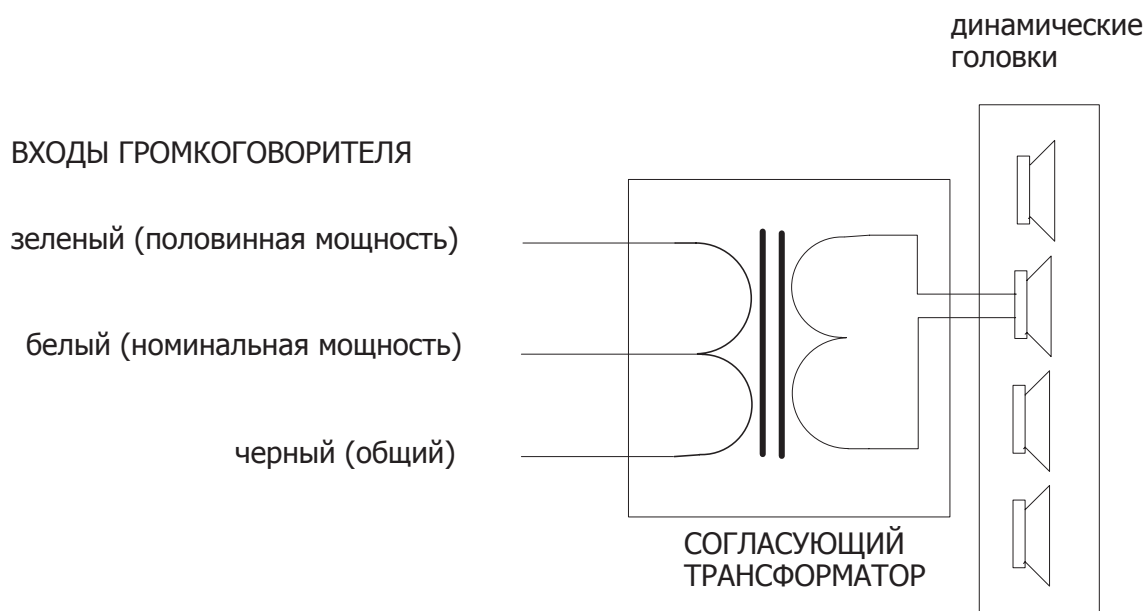 динамические
головки
ВХОДЫ ГРОМКОГОВОРИТЕЛЯ
зеленый (половинная мощность)
белый (номинальная мощность)
черный (общий)
СОГЛАСУЮЩИЙ
ТРАНСФОРМАТОР